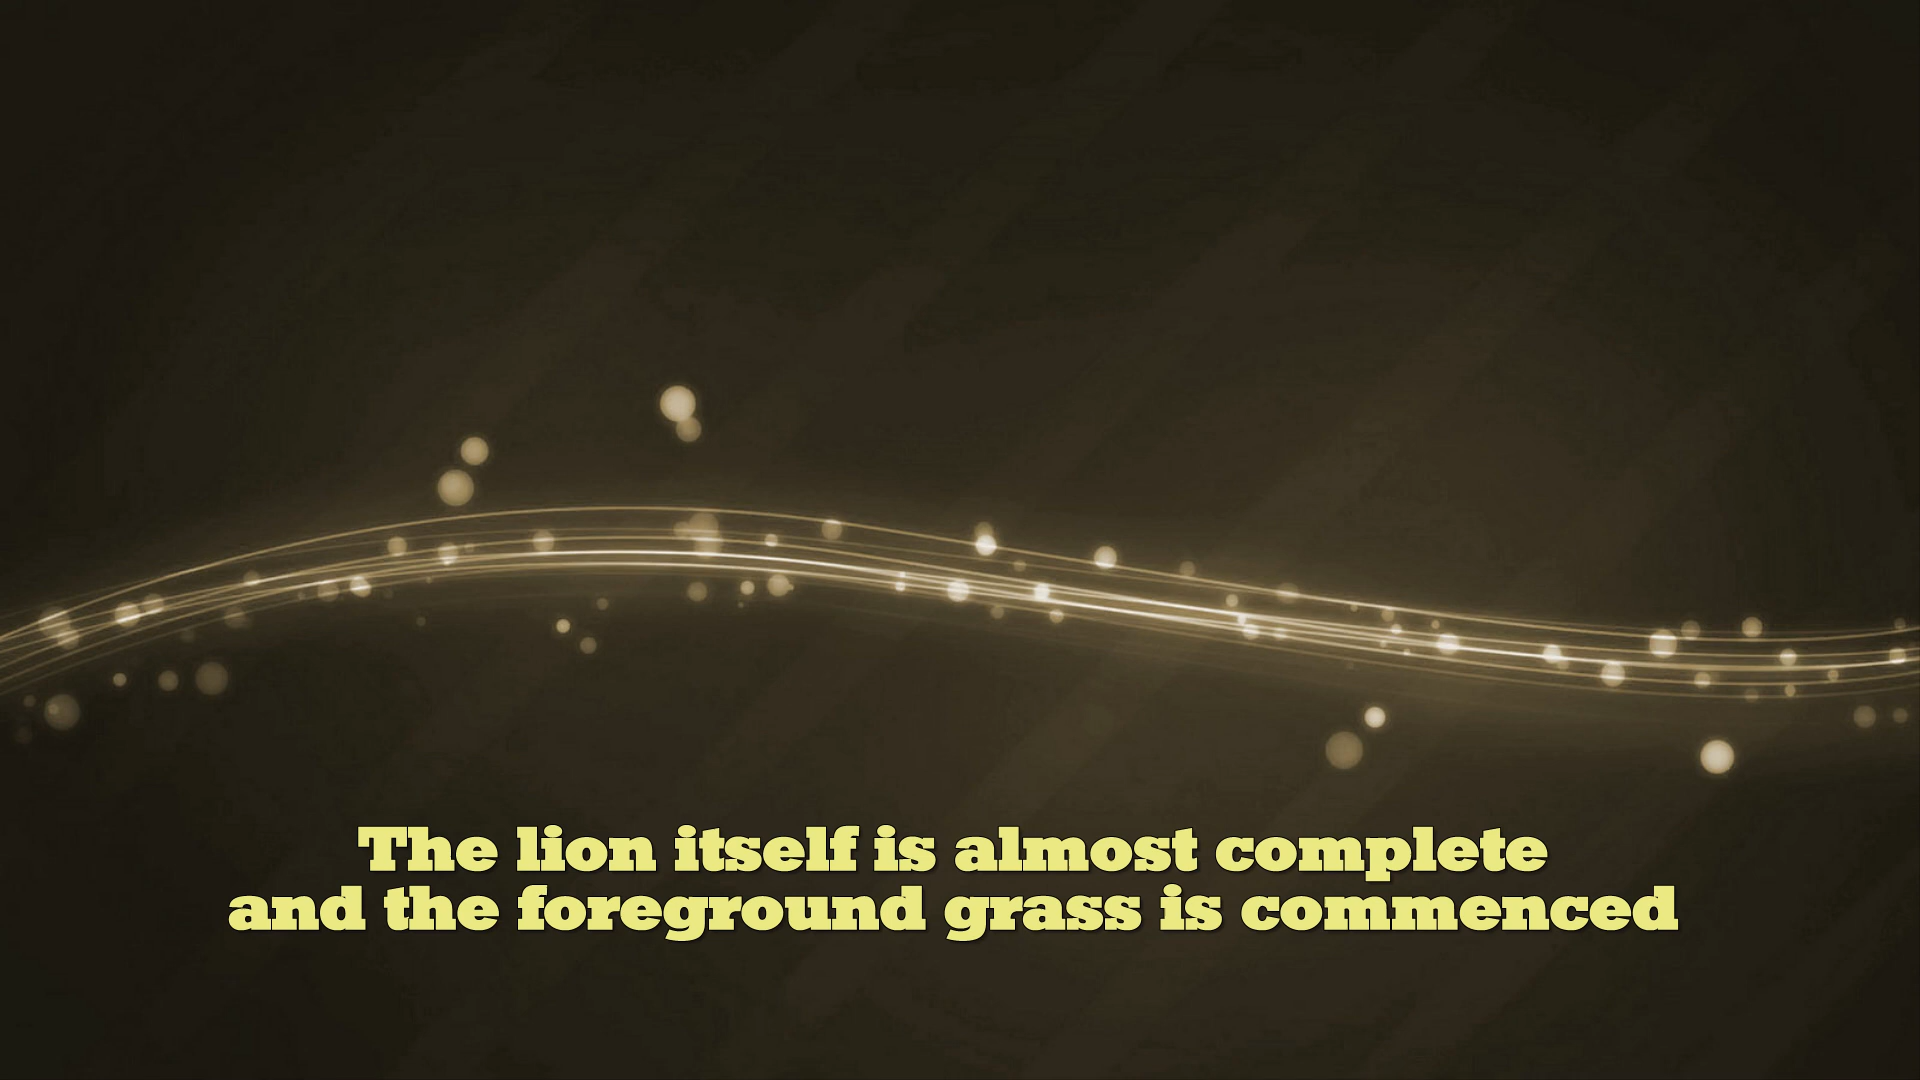 The lion itself is almost complete
and the foreground grass is commenced